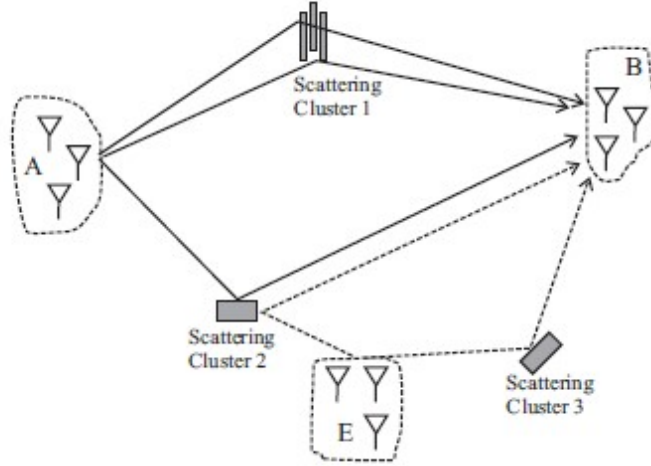 Scattering
Cluster 1
B
A
Scattering
Cluster 2
E
Scattering
Cluster 3